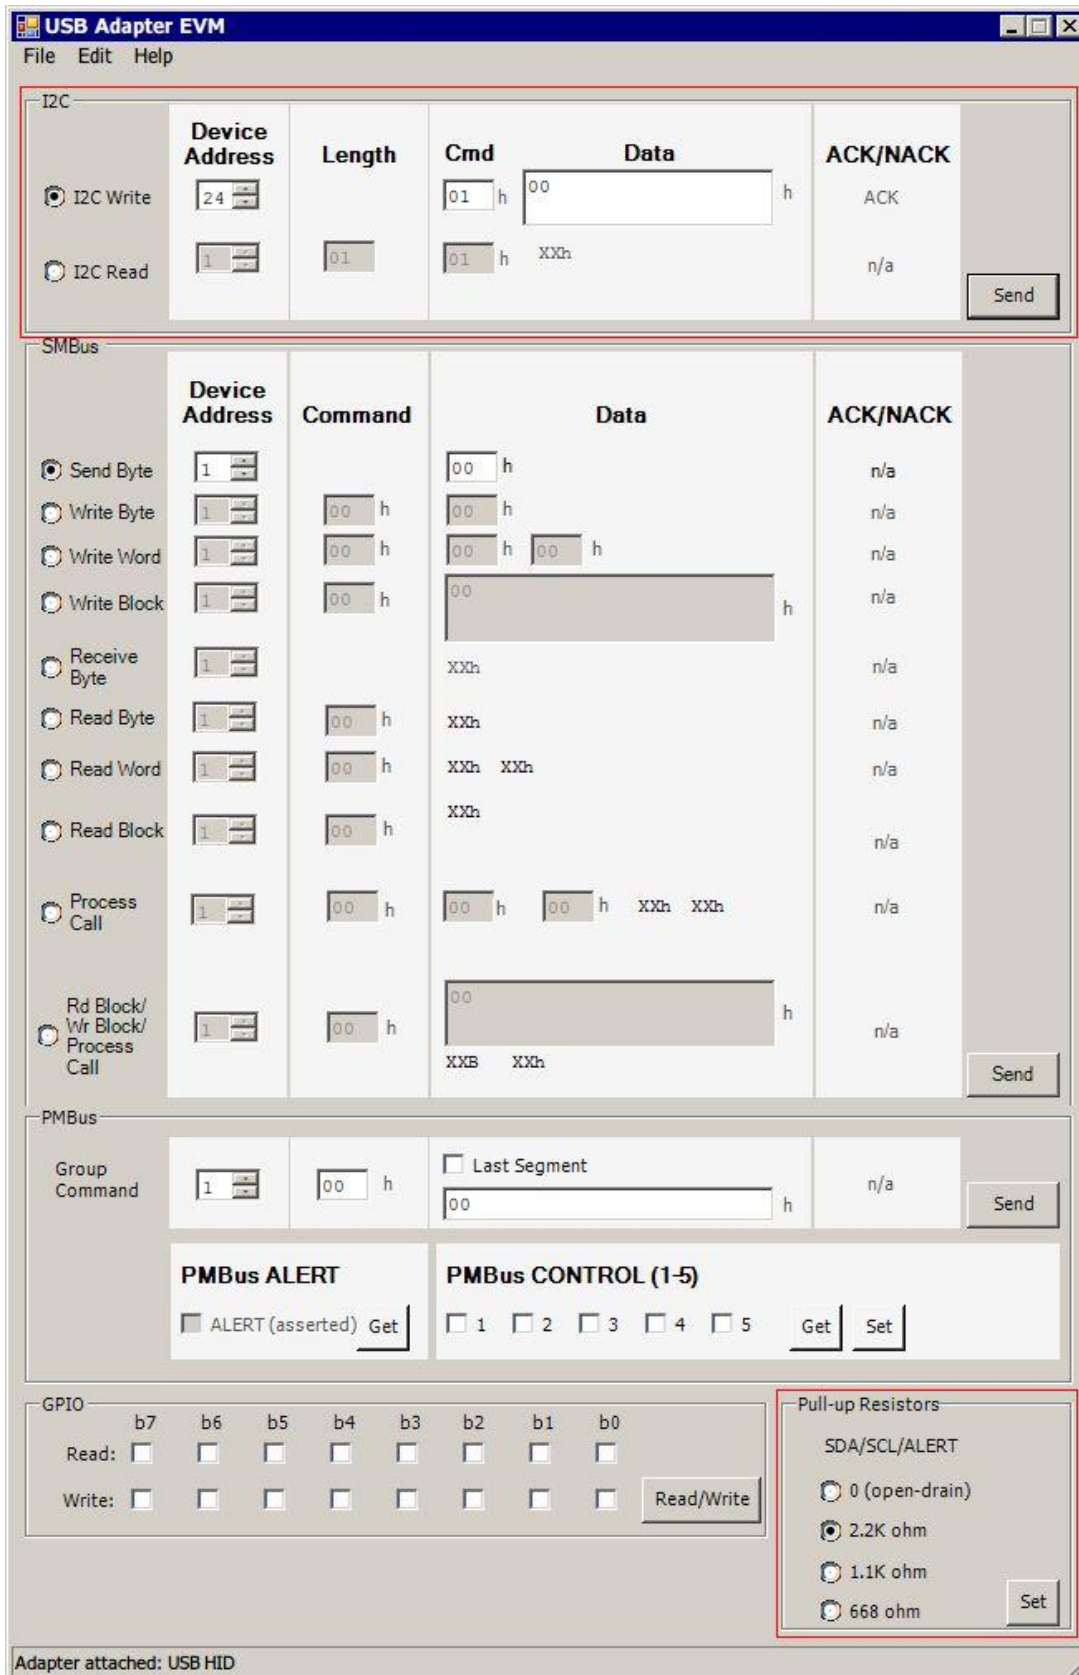 USB Adapter EVM
File Edit Help
I2C
Device Address Length Cmd Data ACK/NACK
I2C Write 24 01 h 00 h ACK
I2C Read 1 01 01 h XXh n/a
Send
SMBus
Device Address Command Data ACK/NACK
Send Byte 1 00 h n/a
Write Byte 1 00 h 00 h n/a
Write Word 1 00 h 00 h 00 h n/a
Write Block 1 00 h 00 h n/a
Receive Byte 1 XXh n/a
Read Byte 1 00 h XXh n/a
Read Word 1 00 h XXh XXh n/a
Read Block 1 00 h XXh n/a
Process Call 1 00 h 00 h 00 h XXh XXh n/a
Rd Block/ Wr Block/ Process Call 1 00 h 00 h n/a
XXB XXh
Send
PMBus
Group Command 1 00 h Last Segment 00 h n/a
Send
PMBus ALERT PMBus CONTROL (1-5)
ALERT (asserted) Get 1 2 3 4 5 Get Set
GPIO
b7 b6 b5 b4 b3 b2 b1 b0
Read:
Write: Read/Write
Pull-up Resistors
SDA/SCL/ALERT
0 (open-drain)
2.2K ohm
1.1K ohm
668 ohm
Set
Adapter attached: USB HID